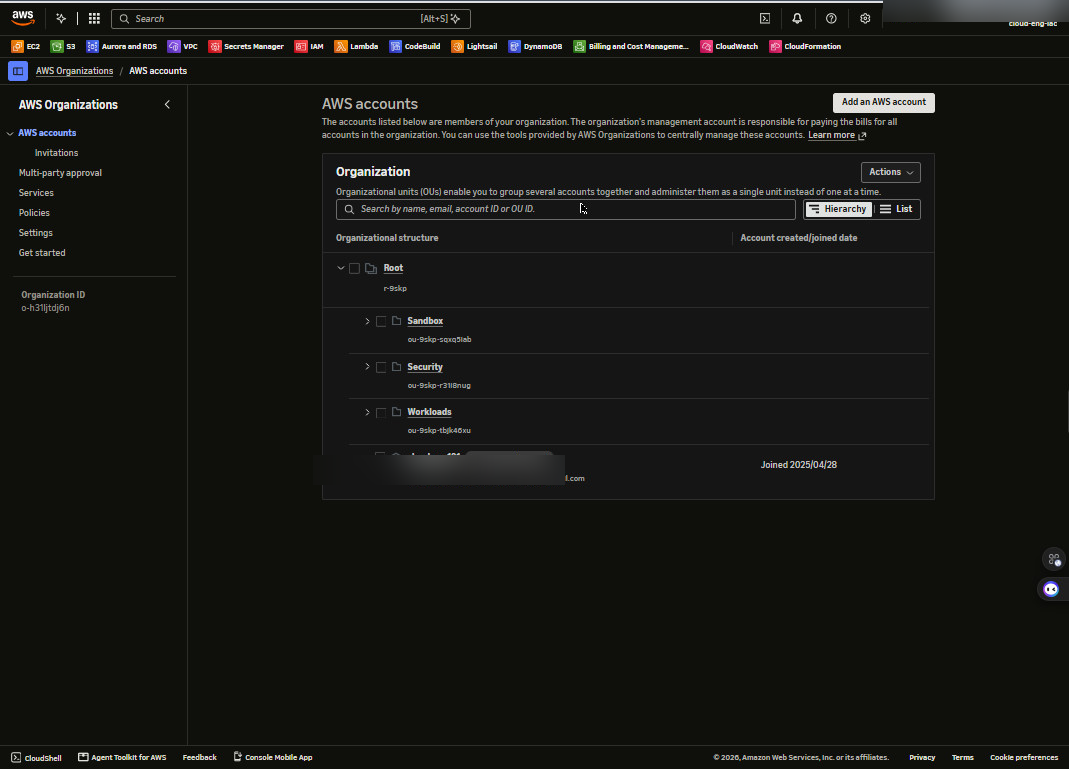 aws
Search [Alt+S]
cloud-eng-iac
EC2 S3 Aurora and RDS VPC Secrets Manager IAM Lambda CodeBuild Lightsail DynamoDB Billing and Cost Manageme... CloudWatch CloudFormation
AWS Organizations / AWS accounts
AWS Organizations
AWS accounts
Invitations
Multi-party approval
Services
Policies
Settings
Get started
Organization ID
o-h31ljtdj6n
AWS accounts
Add an AWS account
The accounts listed below are members of your organization. The organization's management account is responsible for paying the bills for all
accounts in the organization. You can use the tools provided by AWS Organizations to centrally manage these accounts. Learn more
Organization
Actions
Organizational units (OUs) enable you to group several accounts together and administer them as a single unit instead of one at a time.
Search by name, email, account ID or OU ID.
Hierarchy List
Organizational structure Account created/joined date
Root
r-9skp
Sandbox
ou-9skp-sqxq5iab
Security
ou-9skp-r31l8nug
Workloads
ou-9skp-tbjk46xu
Joined 2025/04/28
l.com
CloudShell Agent Toolkit for AWS Feedback Console Mobile App © 2026, Amazon Web Services, Inc. or its affiliates. Privacy Terms Cookie preferences